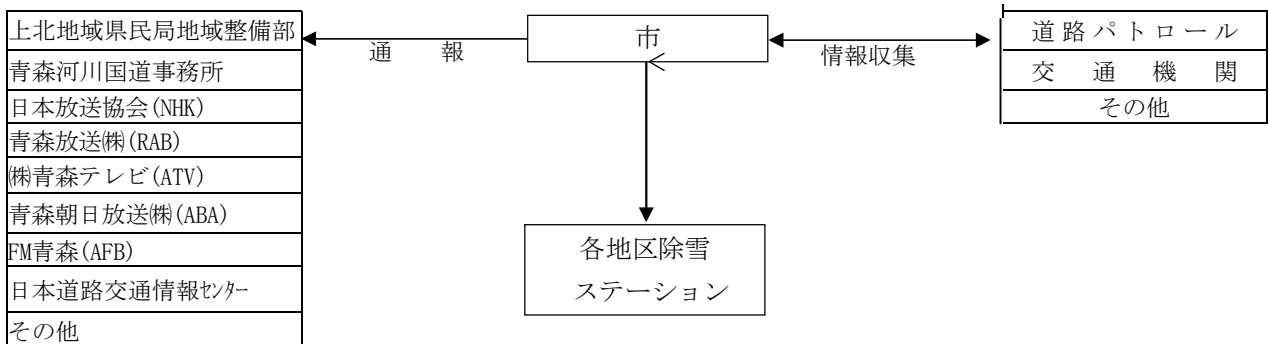 上北地域県民局地域整備部
青森河川国道事務所
日本放送協会(NHK)
青森放送㈱(RAB)
㈱青森テレビ(ATV)
青森朝日放送㈱(ABA)
FM青森(AFB)
日本道路交通情報ｾﾝﾀｰ
その他
通　報
市
情報収集
各地区除雪
ステーション
道路パトロール
交通機関
その他